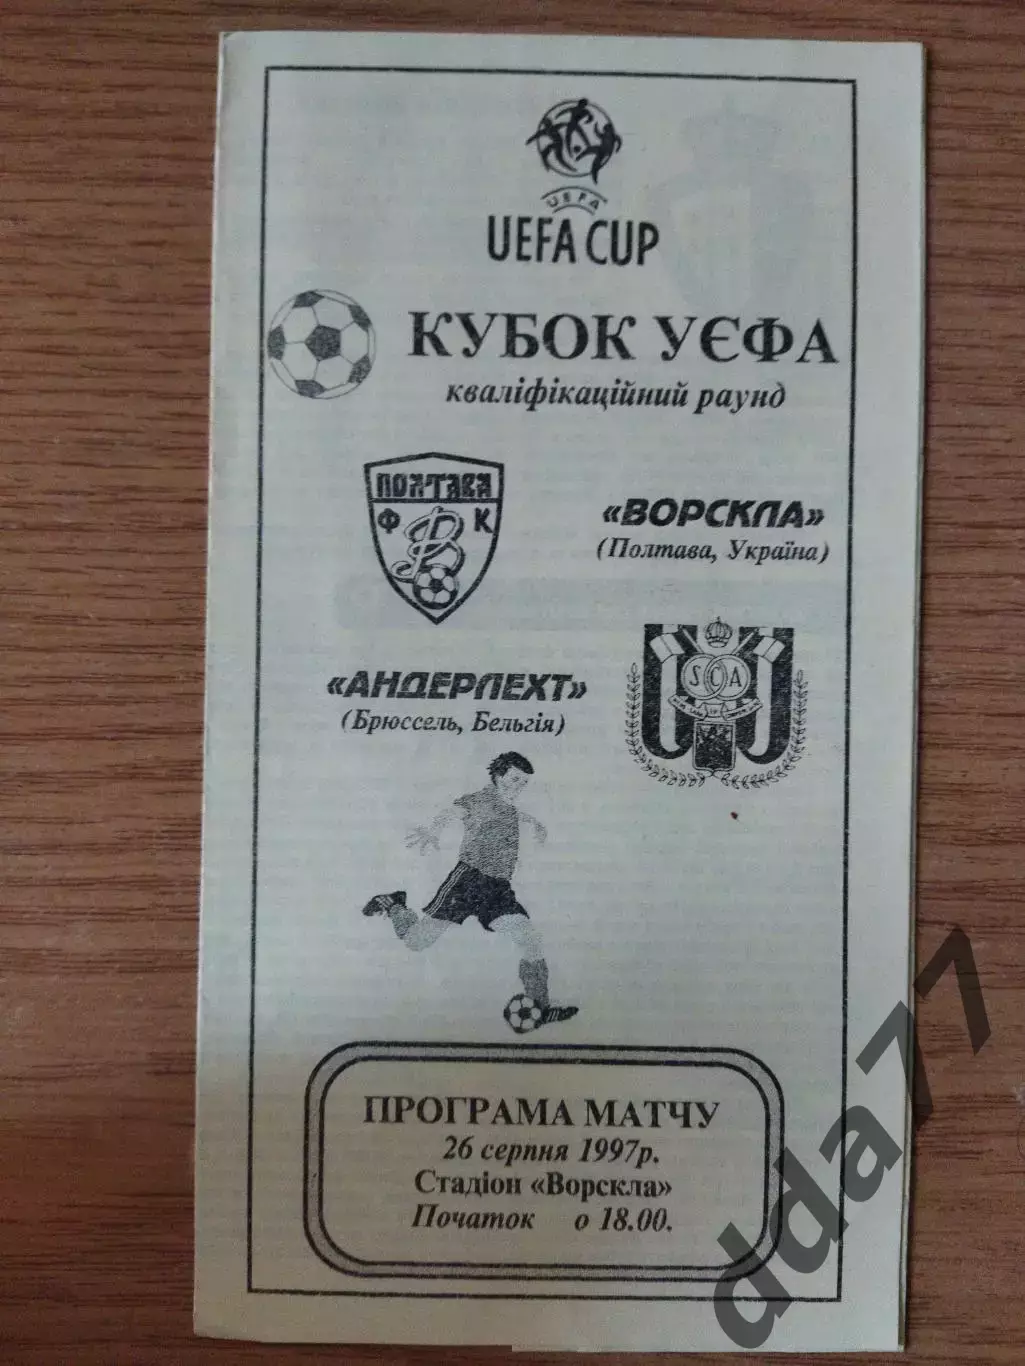 UEFA
UEFA CUP
КУБОК УЄФА
кваліфікаційний раунд
ПОЛТАВА
Ф В К
«ВОРСКЛА»
(Полтава, Україна)
SCA
«АНДЕРЛЕХТ»
(Брюссель, Бельгія)
ПРОГРАМА МАТЧУ
26 серпня 1997р.
Стадіон «Ворскла»
Початок о 18.00.
dda77